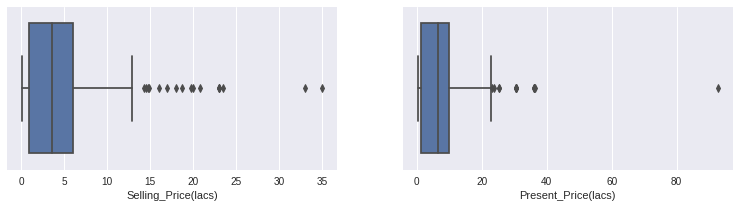 0 5 10 15 20 25 30 35
Selling_Price(lacs)
0 20 40 60 80
Present_Price(lacs)